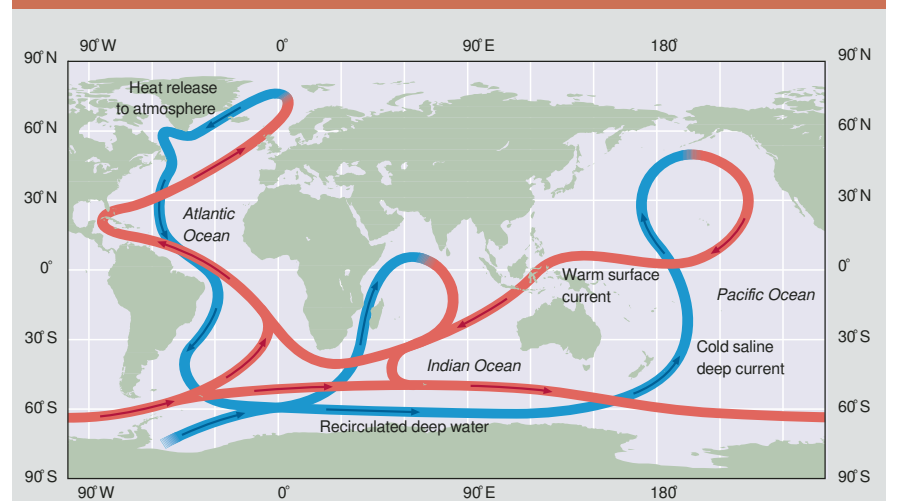 90°W 0° 90°E 180°
90°N 90°N
Heat release
to atmosphere
60°N 60°N
30°N 30°N
Atlantic
Ocean
0° 0°
Warm surface
current
Pacific Ocean
30°S 30°S
Cold saline
deep current
Indian Ocean
60°S 60°S
Recirculated deep water
90°S 90°S
90°W 0° 90°E 180°